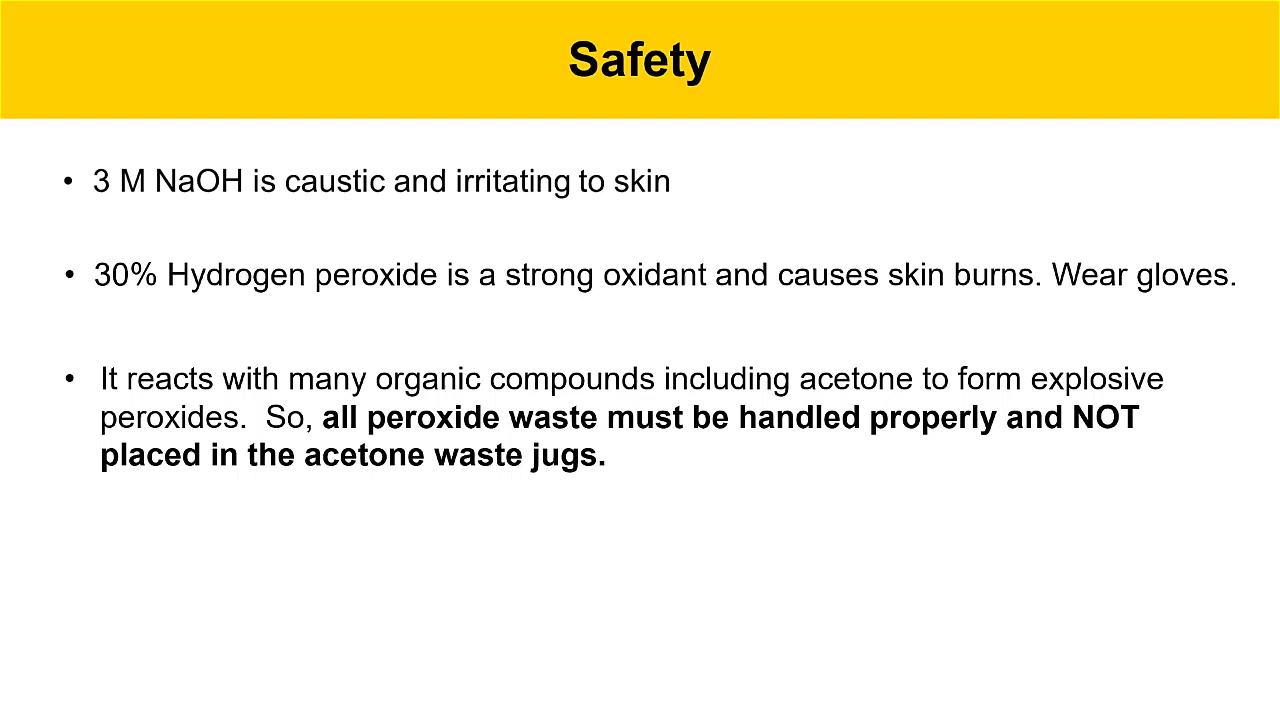 Safety
• 3 M NaOH is caustic and irritating to skin
• 30% Hydrogen peroxide is a strong oxidant and causes skin burns. Wear gloves.
• It reacts with many organic compounds including acetone to form explosive
peroxides.  So, all peroxide waste must be handled properly and NOT
placed in the acetone waste jugs.